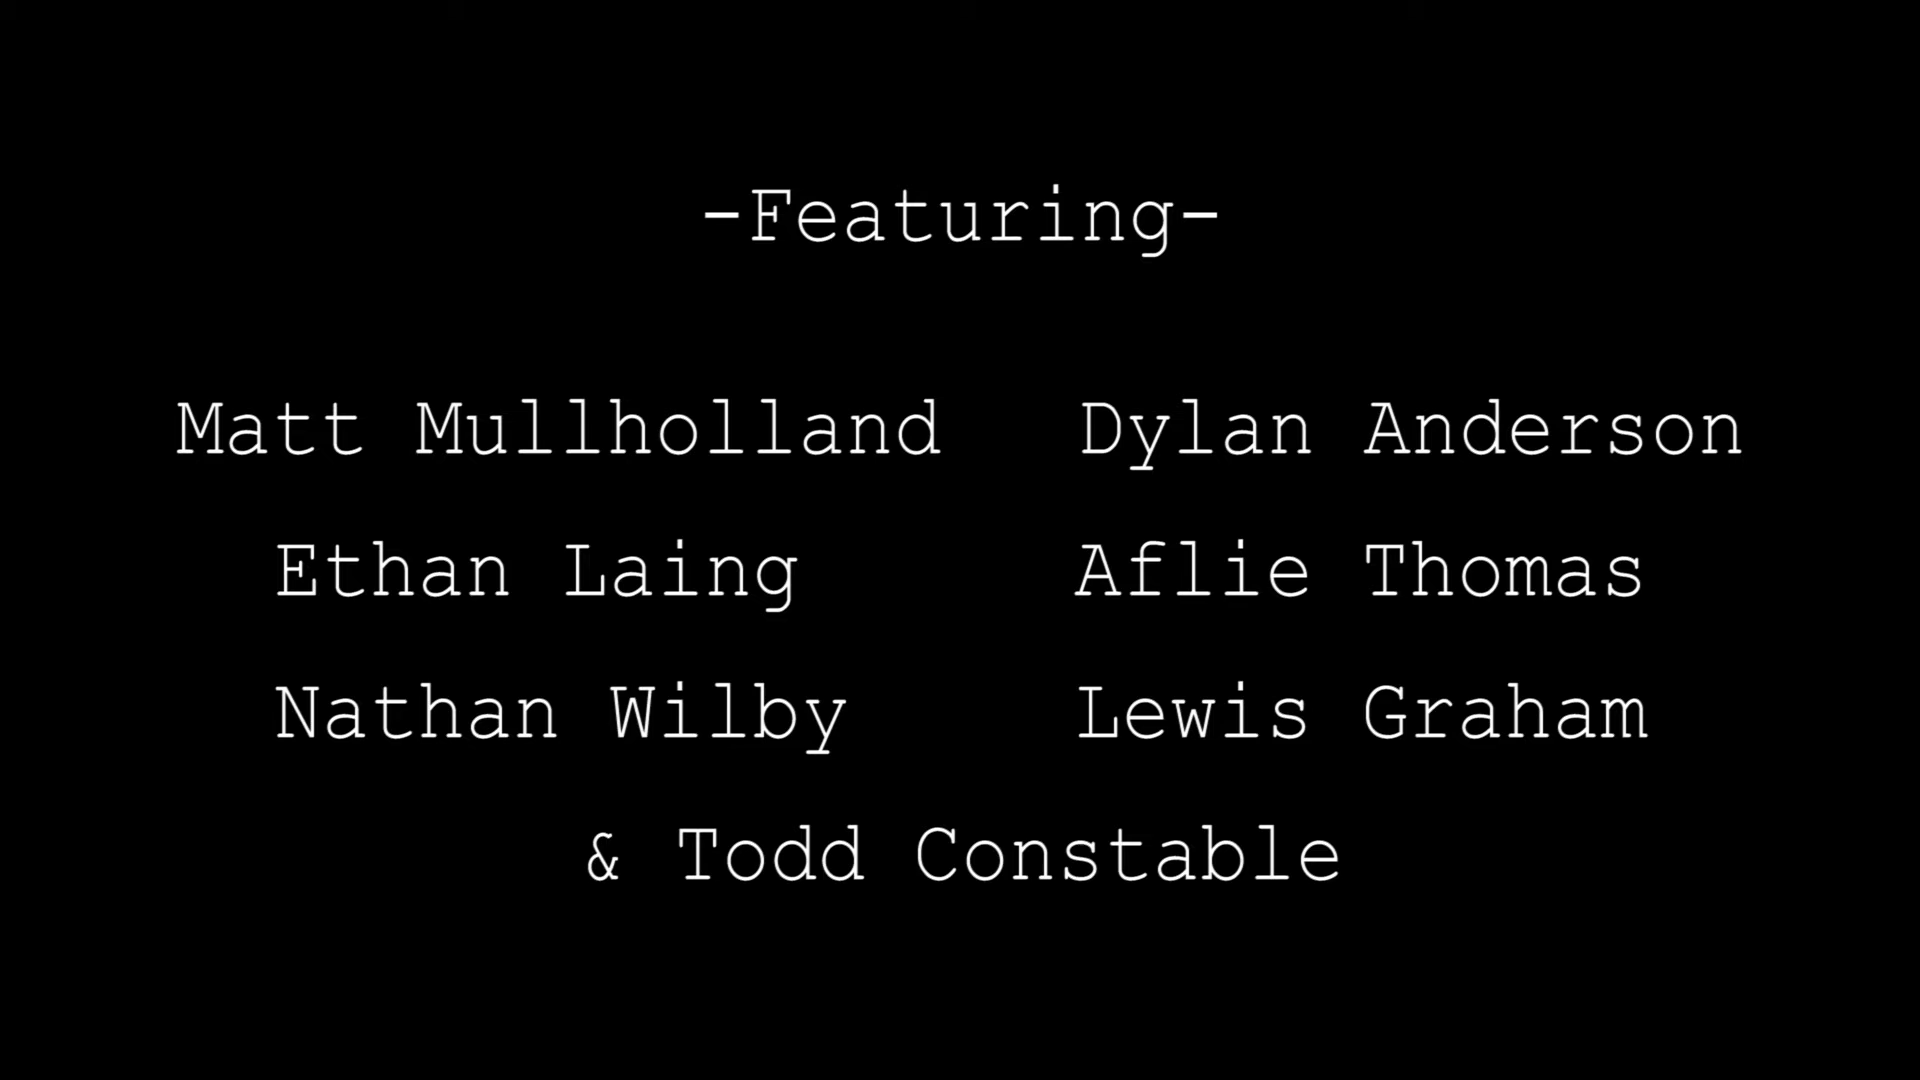 -Featuring-
Matt Mullholland Dylan Anderson
Ethan Laing Aflie Thomas
Nathan Wilby Lewis Graham
& Todd Constable